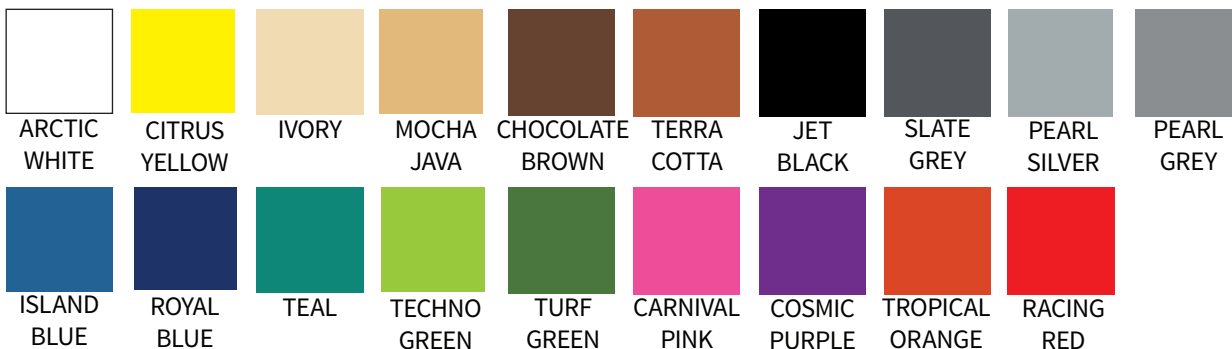 ARCTIC
WHITE
CITRUS
YELLOW
IVORY
MOCHA
JAVA
CHOCOLATE
BROWN
TERRA
COTTA
JET
BLACK
SLATE
GREY
PEARL
SILVER
PEARL
GREY
ISLAND
BLUE
ROYAL
BLUE
TEAL
TECHNO
GREEN
TURF
GREEN
CARNIVAL
PINK
COSMIC
PURPLE
TROPICAL
ORANGE
RACING
RED